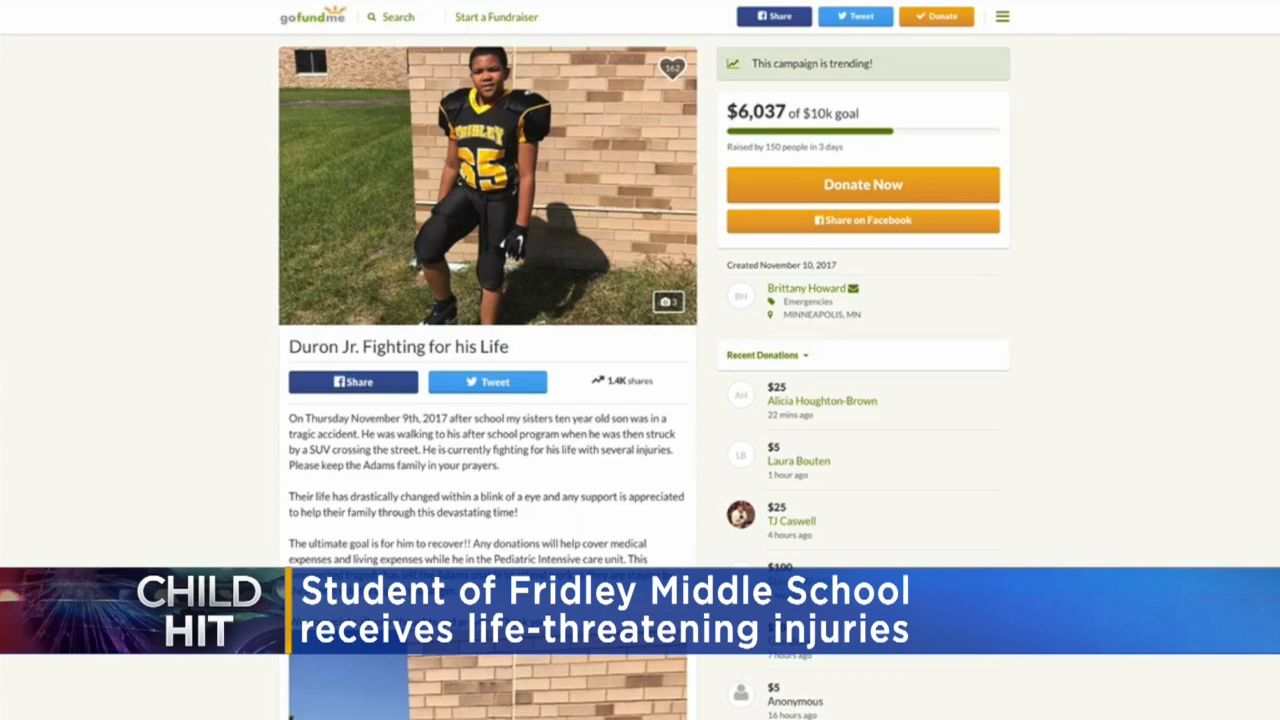 gofundme
Search
Start a Fundraiser
Share
Tweet
Donate
162
FRIDLEY
65
3
Duron Jr. Fighting for his Life
Share
Tweet
1.4K shares
On Thursday November 9th, 2017 after school my sisters ten year old son was in a
tragic accident. He was walking to his after school program when he was then struck
by a SUV crossing the street. He is currently fighting for his life with several injuries.
Please keep the Adams family in your prayers.
Their life has drastically changed within a blink of a eye and any support is appreciated
to help their family through this devastating time!
The ultimate goal is for him to recover!! Any donations will help cover medical
expenses and living expenses while he in the Pediatric Intensive care unit. This
This campaign is trending!
$6,037 of $10k goal
Raised by 150 people in 3 days
Donate Now
Share on Facebook
Created November 10, 2017
BH
Brittany Howard
Emergencies
MINNEAPOLIS, MN
Recent Donations
AH
$25
Alicia Houghton-Brown
22 mins ago
LB
$5
Laura Bouten
1 hour ago
$25
TJ Caswell
4 hours ago
$100
CHILD
HIT
Student of Fridley Middle School
receives life-threatening injuries
7 hours ago
$5
Anonymous
16 hours ago